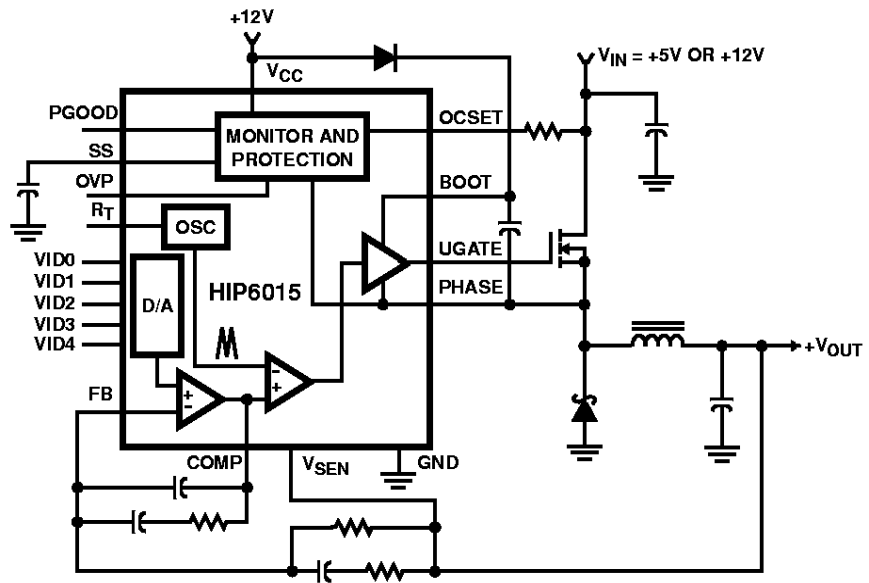 +12V
VIN = +5V OR +12V
VCC
PGOOD
MONITOR AND
PROTECTION
OCSET
SS
OVP
BOOT
RT
OSC
UGATE
VID0
VID1
VID2
VID3
VID4
D/A
HIP6015
PHASE
+VOUT
FB
+
-
-
+
COMP
VSEN
GND